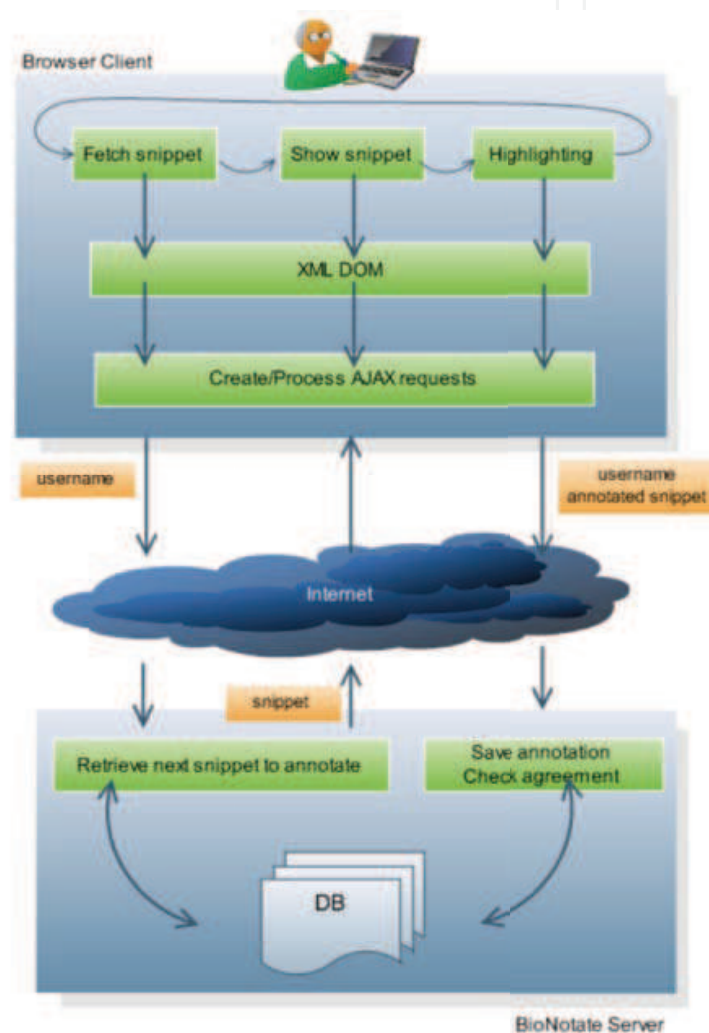 Browser Client
Fetch snippet
Show snippet
Highlighting
XML DOM
Create/Process AJAX requests
username
username
annotated snippet
Internet
snippet
Retrieve next snippet to annotate
Save annotation
Check agreement
DB
BioNotate Server